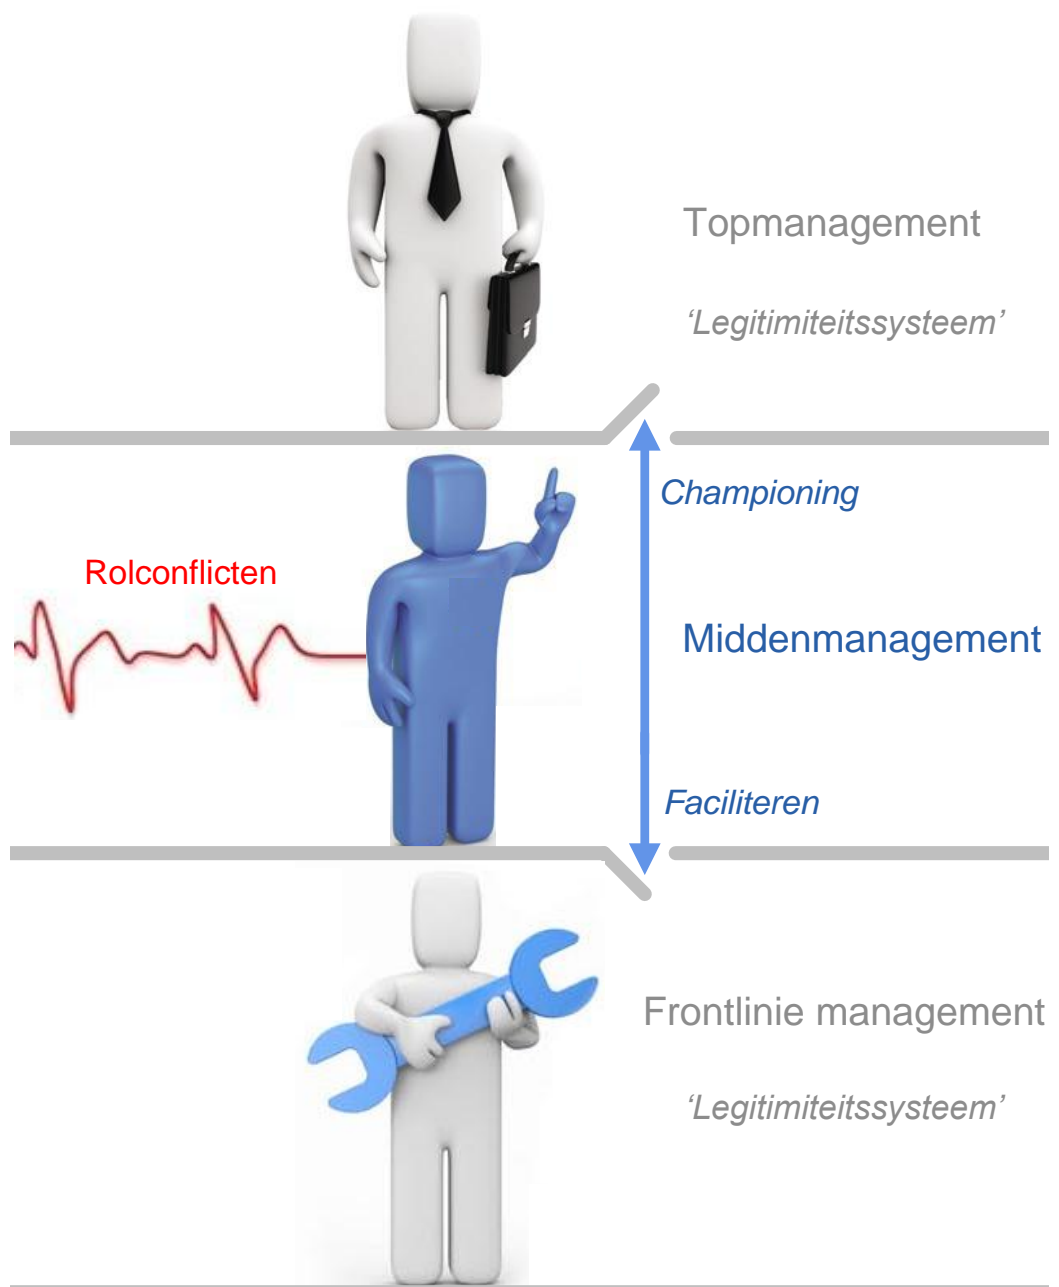 Topmanagement
‘Legitimiteitssysteem’
Championing
Rolconflicten
Middenmanagement
Faciliteren
Frontlinie management
‘Legitimiteitssysteem’